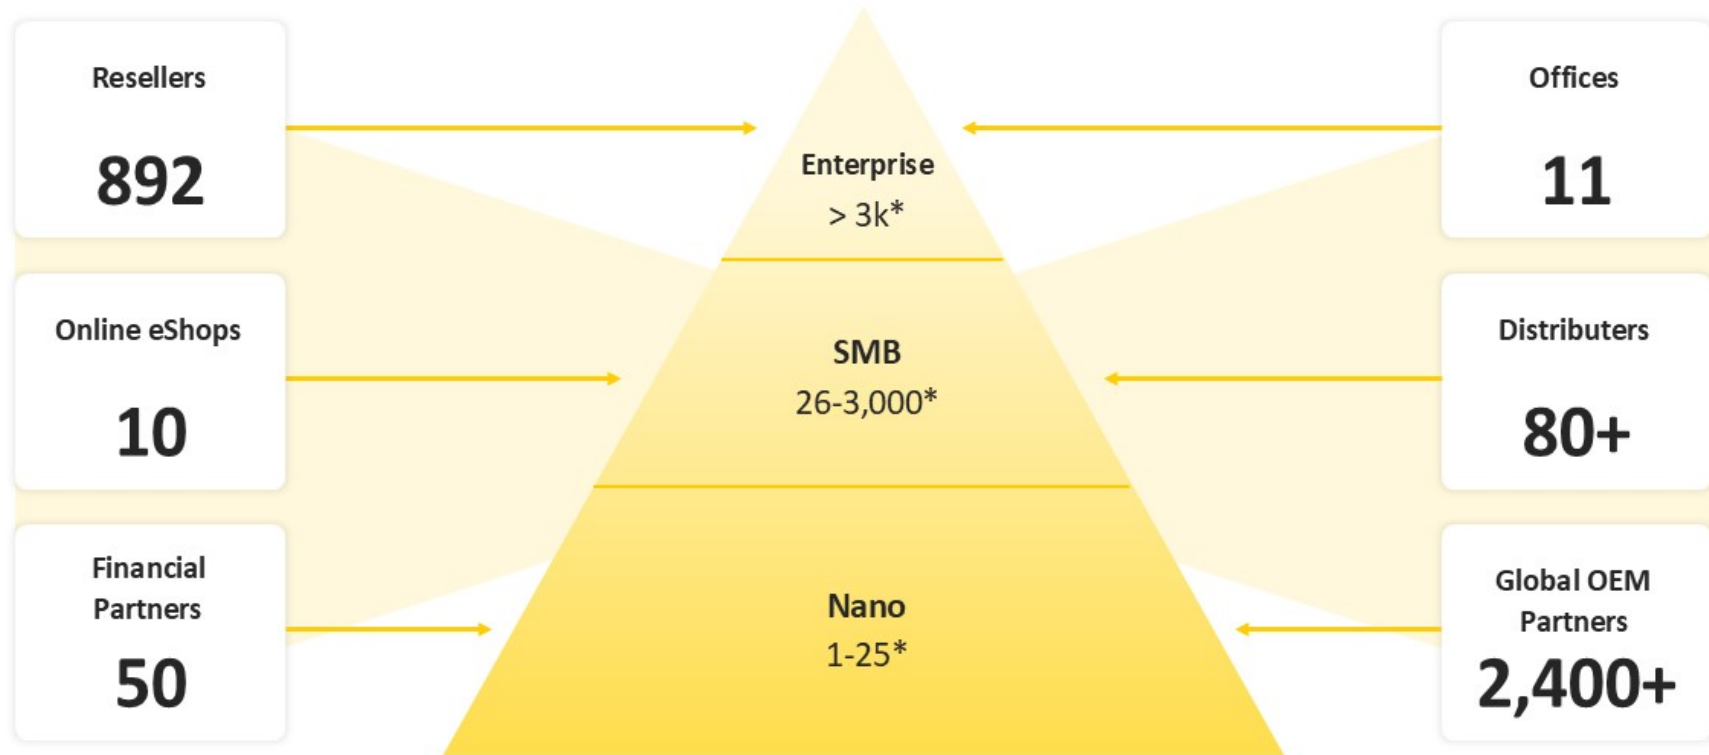 Resellers
892
Online eShops
10
Financial
Partners
50
Enterprise
> 3k*
SMB
26-3,000*
Nano
1-25*
Offices
11
Distributers
80+
Global OEM
Partners
2,400+